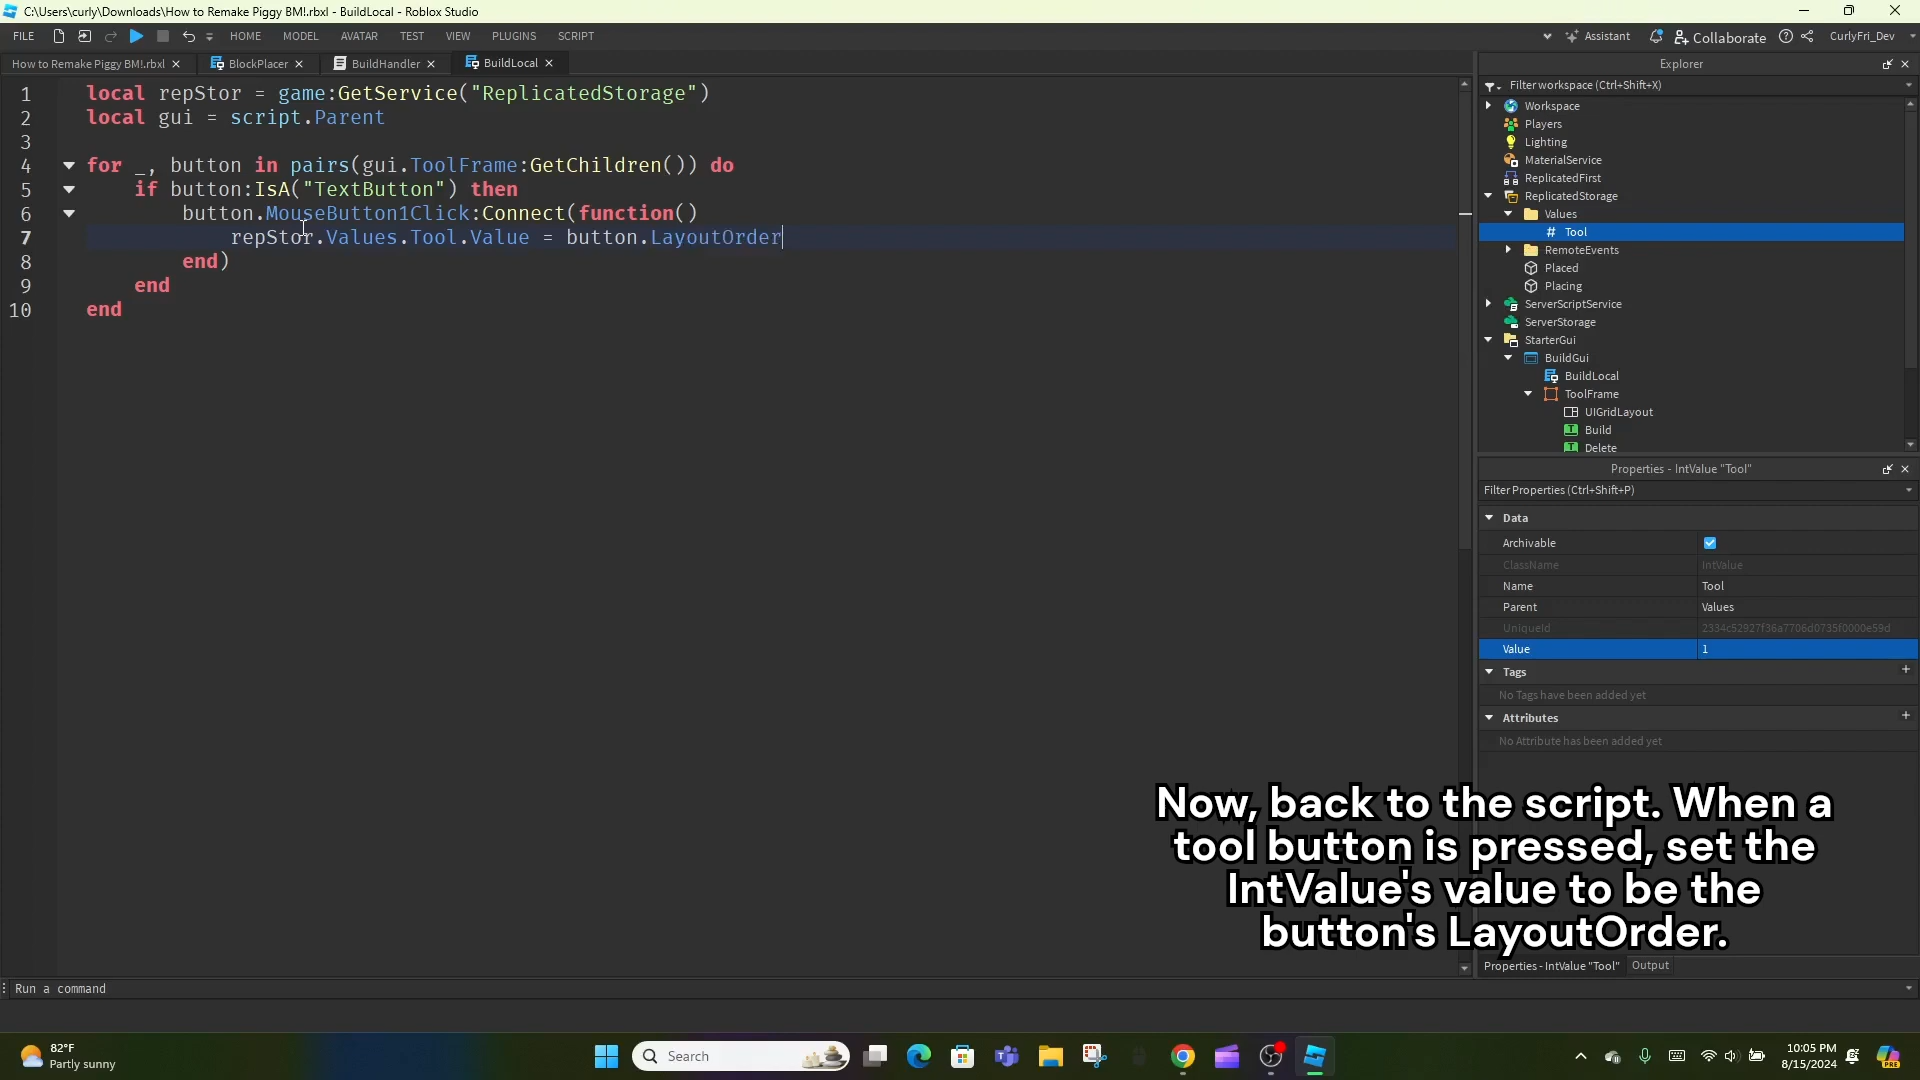 C:\Users\curly\Downloads\How to Remake Piggy BM!.rbxl - BuildLocal - Roblox Studio
FILE HOME MODEL AVATAR TEST VIEW PLUGINS SCRIPT Assistant Collaborate CurlyFri_Dev
How to Remake Piggy BM!.rbxl BlockPlacer BuildHandler BuildLocal
1 local repStor = game:GetService("ReplicatedStorage")
2 local gui = script.Parent
3
4 for _, button in pairs(gui.ToolFrame:GetChildren()) do
5 if button:IsA("TextButton") then
6 button.MouseButton1Click:Connect(function()
7 repStor.Values.Tool.Value = button.LayoutOrder
8 end)
9 end
10 end
Explorer
Filter workspace (Ctrl+Shift+X)
Workspace
Players
Lighting
MaterialService
ReplicatedFirst
ReplicatedStorage
Values
# Tool
RemoteEvents
Placed
Placing
ServerScriptService
ServerStorage
StarterGui
BuildGui
BuildLocal
ToolFrame
UIGridLayout
Build
Delete
Properties - IntValue "Tool"
Filter Properties (Ctrl+Shift+P)
Data
Archivable
ClassName IntValue
Name Tool
Parent Values
UniqueId 2334c52927f36a7706d0735f0000e59d
Value 1
Tags
No Tags have been added yet
Attributes
No Attribute has been added yet
Now, back to the script. When a
tool button is pressed, set the
IntValue's value to be the
button's LayoutOrder.
Properties - IntValue "Tool" Output
Run a command
82°F
Partly sunny
Search
10:05 PM
8/15/2024
PRE